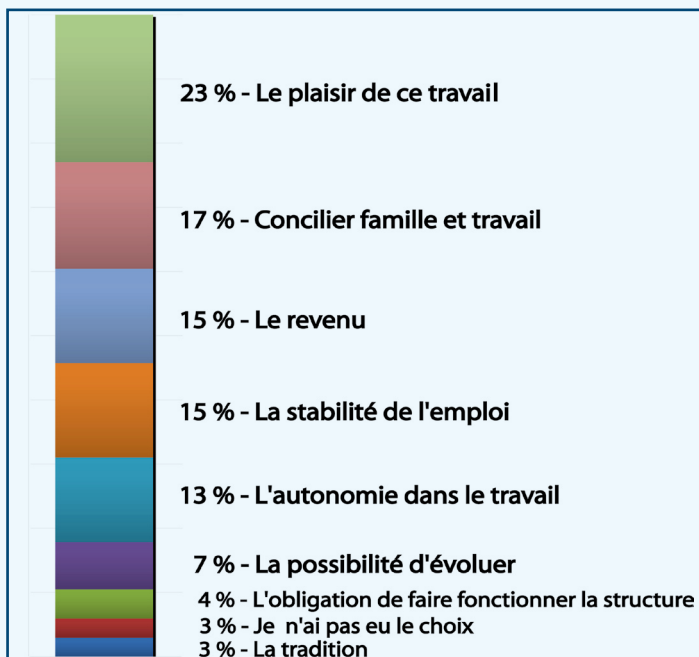 23 % - Le plaisir de ce travail
17 % - Concilier famille et travail
15 % - Le revenu
15 % - La stabilité de l'emploi
13 % - L'autonomie dans le travail
7 % - La possibilité d'évoluer
4 % - L'obligation de faire fonctionner la structure
3 % - Je n'ai pas eu le choix
3 % - La tradition